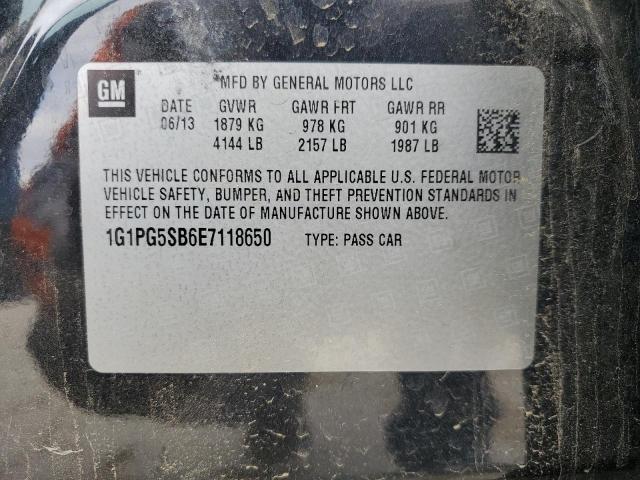 GM
MFD BY GENERAL MOTORS LLC
DATE GVWR GAWR FRT GAWR RR
06/13 1879 KG 978 KG 901 KG
4144 LB 2157 LB 1987 LB
THIS VEHICLE CONFORMS TO ALL APPLICABLE U.S. FEDERAL MOTOR
VEHICLE SAFETY, BUMPER, AND THEFT PREVENTION STANDARDS IN
EFFECT ON THE DATE OF MANUFACTURE SHOWN ABOVE.
1G1PG5SB6E7118650 TYPE: PASS CAR